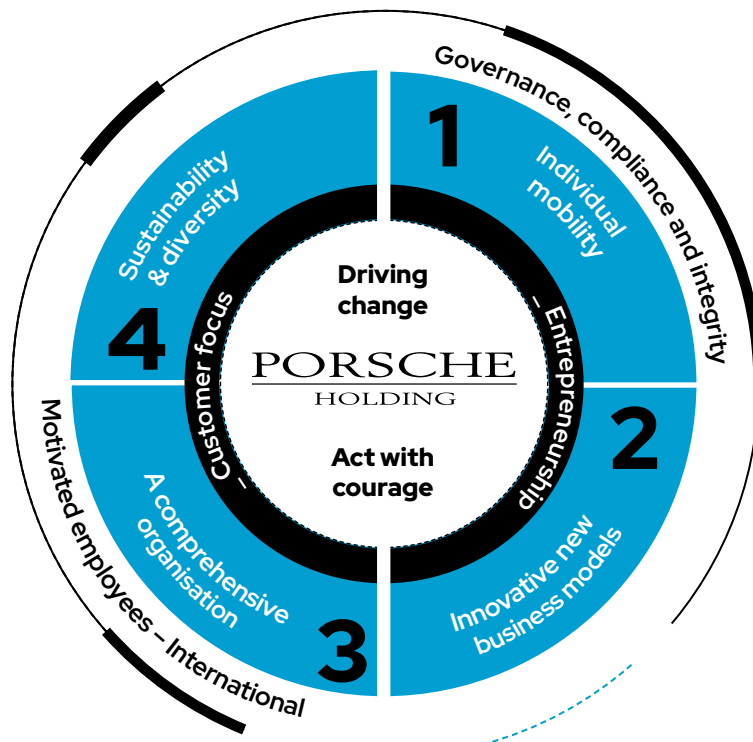 Governance, compliance and integrity
1
Individual
mobility
Sustainability
& diversity
4
Driving
change
PORSCHE
HOLDING
Act with
courage
– Customer focus
– Entrepreneurship
2
Innovative new
business models
3
A comprehensive
organisation
Motivated employees – International